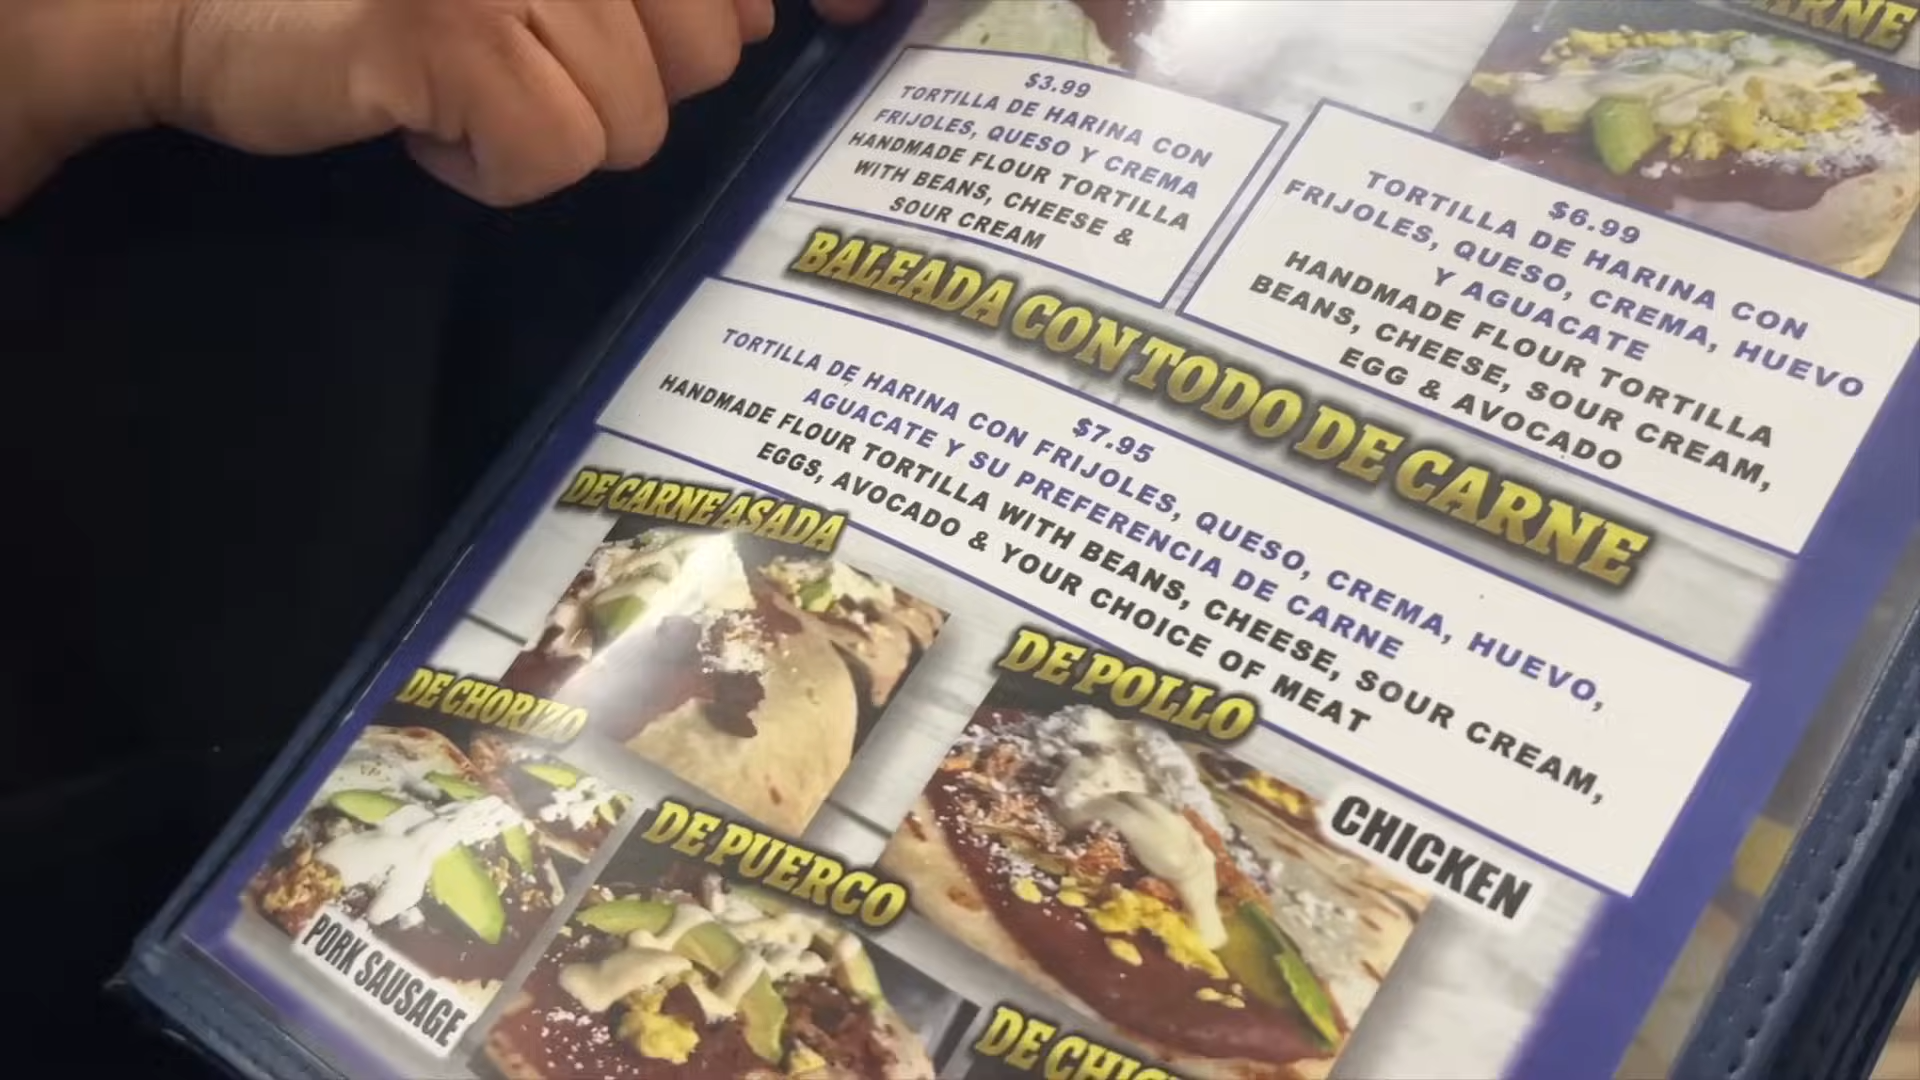 $3.99
TORTILLA DE HARINA CON
FRIJOLES, QUESO Y CREMA
HANDMADE FLOUR TORTILLA
WITH BEANS, CHEESE &
SOUR CREAM
$6.99
TORTILLA DE HARINA CON
FRIJOLES, QUESO, CREMA, HUEVO
Y AGUACATE
HANDMADE FLOUR TORTILLA
BEANS, CHEESE, SOUR CREAM,
EGG & AVOCADO
BALEADA CON TODO DE CARNE
$7.95
TORTILLA DE HARINA CON FRIJOLES, QUESO, CREMA, HUEVO,
AGUACATE Y SU PREFERENCIA DE CARNE
HANDMADE FLOUR TORTILLA WITH BEANS, CHEESE, SOUR CREAM,
EGGS, AVOCADO & YOUR CHOICE OF MEAT
DE CARNE ASADA
DE CHORIZO
PORK SAUSAGE
DE PUERCO
DE POLLO
CHICKEN
DE